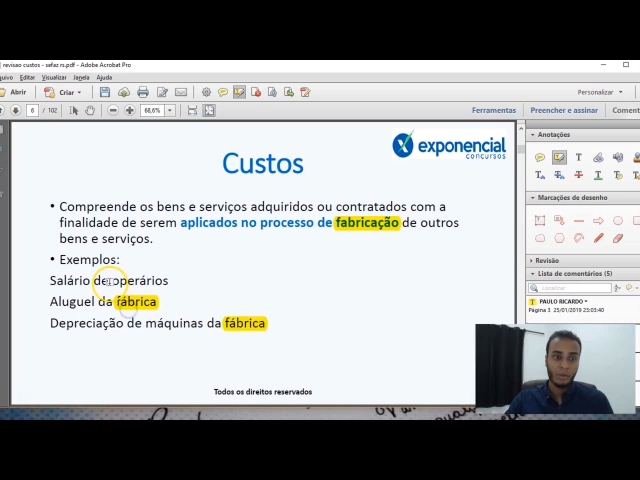 revisao custos - sefaz rs.pdf - Adobe Acrobat Pro
quivo Editar Visualizar Janela Ajuda
Abrir Criar Personalizar
6 / 102 68,6% Ferramentas Preencher e assinar Comentário
exponencial
concursos
Custos
• Compreende os bens e serviços adquiridos ou contratados com a
finalidade de serem aplicados no processo de fabricação de outros
bens e serviços.
• Exemplos:
Salário de operários
Aluguel da fábrica
Depreciação de máquinas da fábrica
Todos os direitos reservados
Anotações
Marcações de desenho
Revisão
Lista de comentários (5)
Localizar
PAULO RICARDO
Página 3 25/01/2019 23:03:40